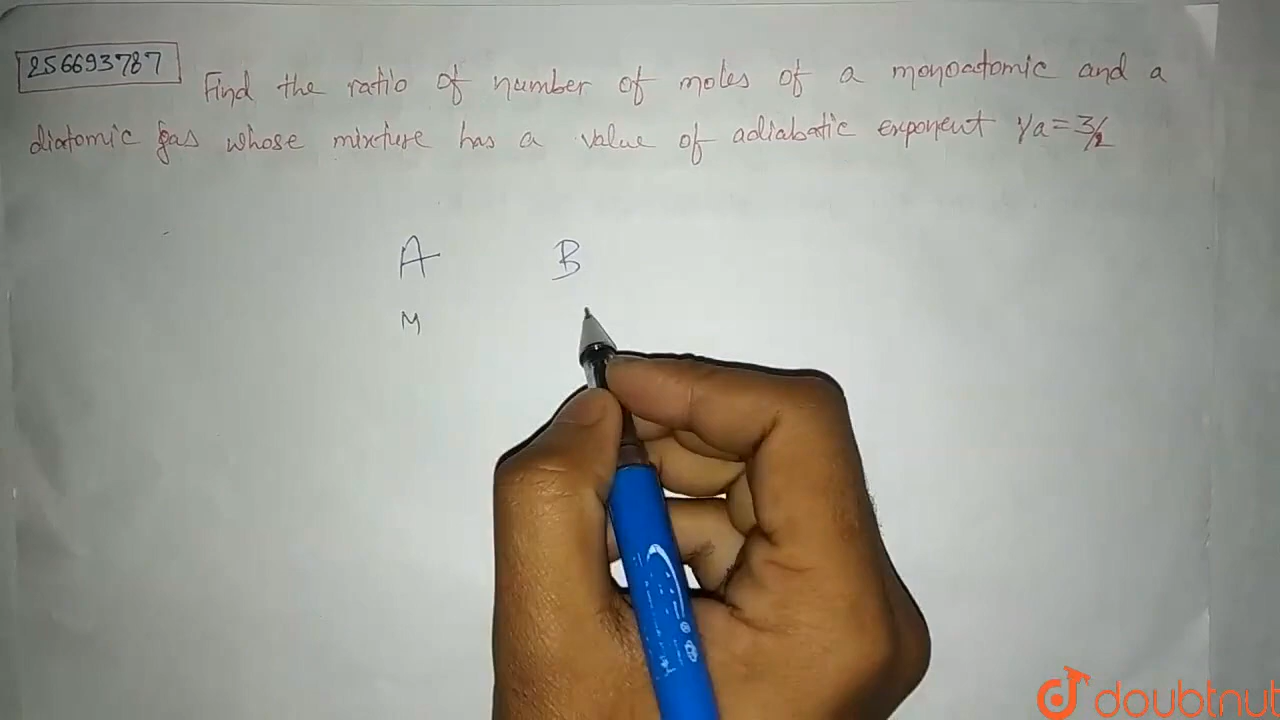 256693787
Find the ratio of number of moles of a monoatomic and a
diatomic gas whose mixture has a value of adiabatic exponent γa = 3/2
A B
M
doubtnut